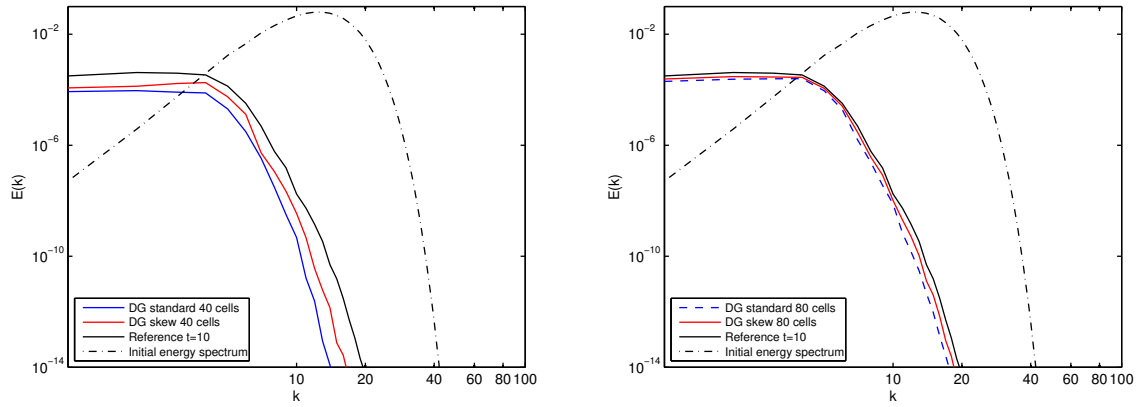 10^-2
10^-6
10^-10
10^-14
E(k)
10 20 40 60 80 100
k
DG standard 40 cells
DG skew 40 cells
Reference t=10
Initial energy spectrum
10^-2
10^-6
10^-10
10^-14
E(k)
10 20 40 60 80 100
k
DG standard 80 cells
DG skew 80 cells
Reference t=10
Initial energy spectrum